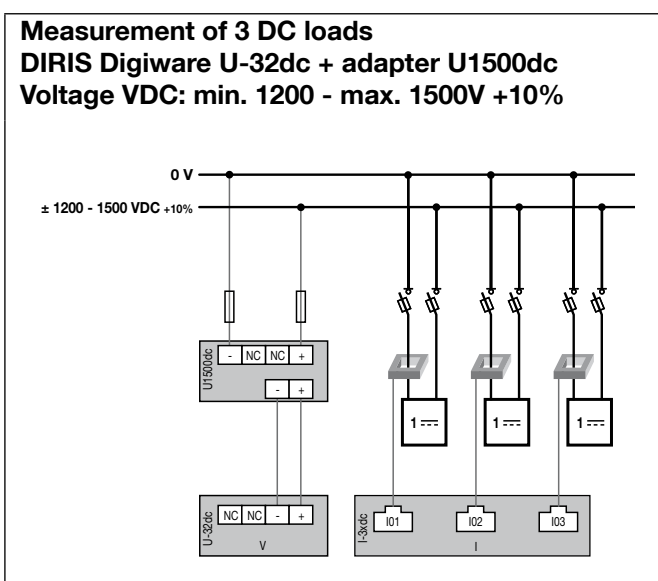 Measurement of 3 DC loads
DIRIS Digiware U-32dc + adapter U1500dc
Voltage VDC: min. 1200 - max. 1500V +10%
0 V
± 1200 - 1500 VDC +10%
U1500dc
- NC NC +
- +
1 1 1
U-32dc
NC NC - +
V
I-3xdc
I01 I02 I03
I